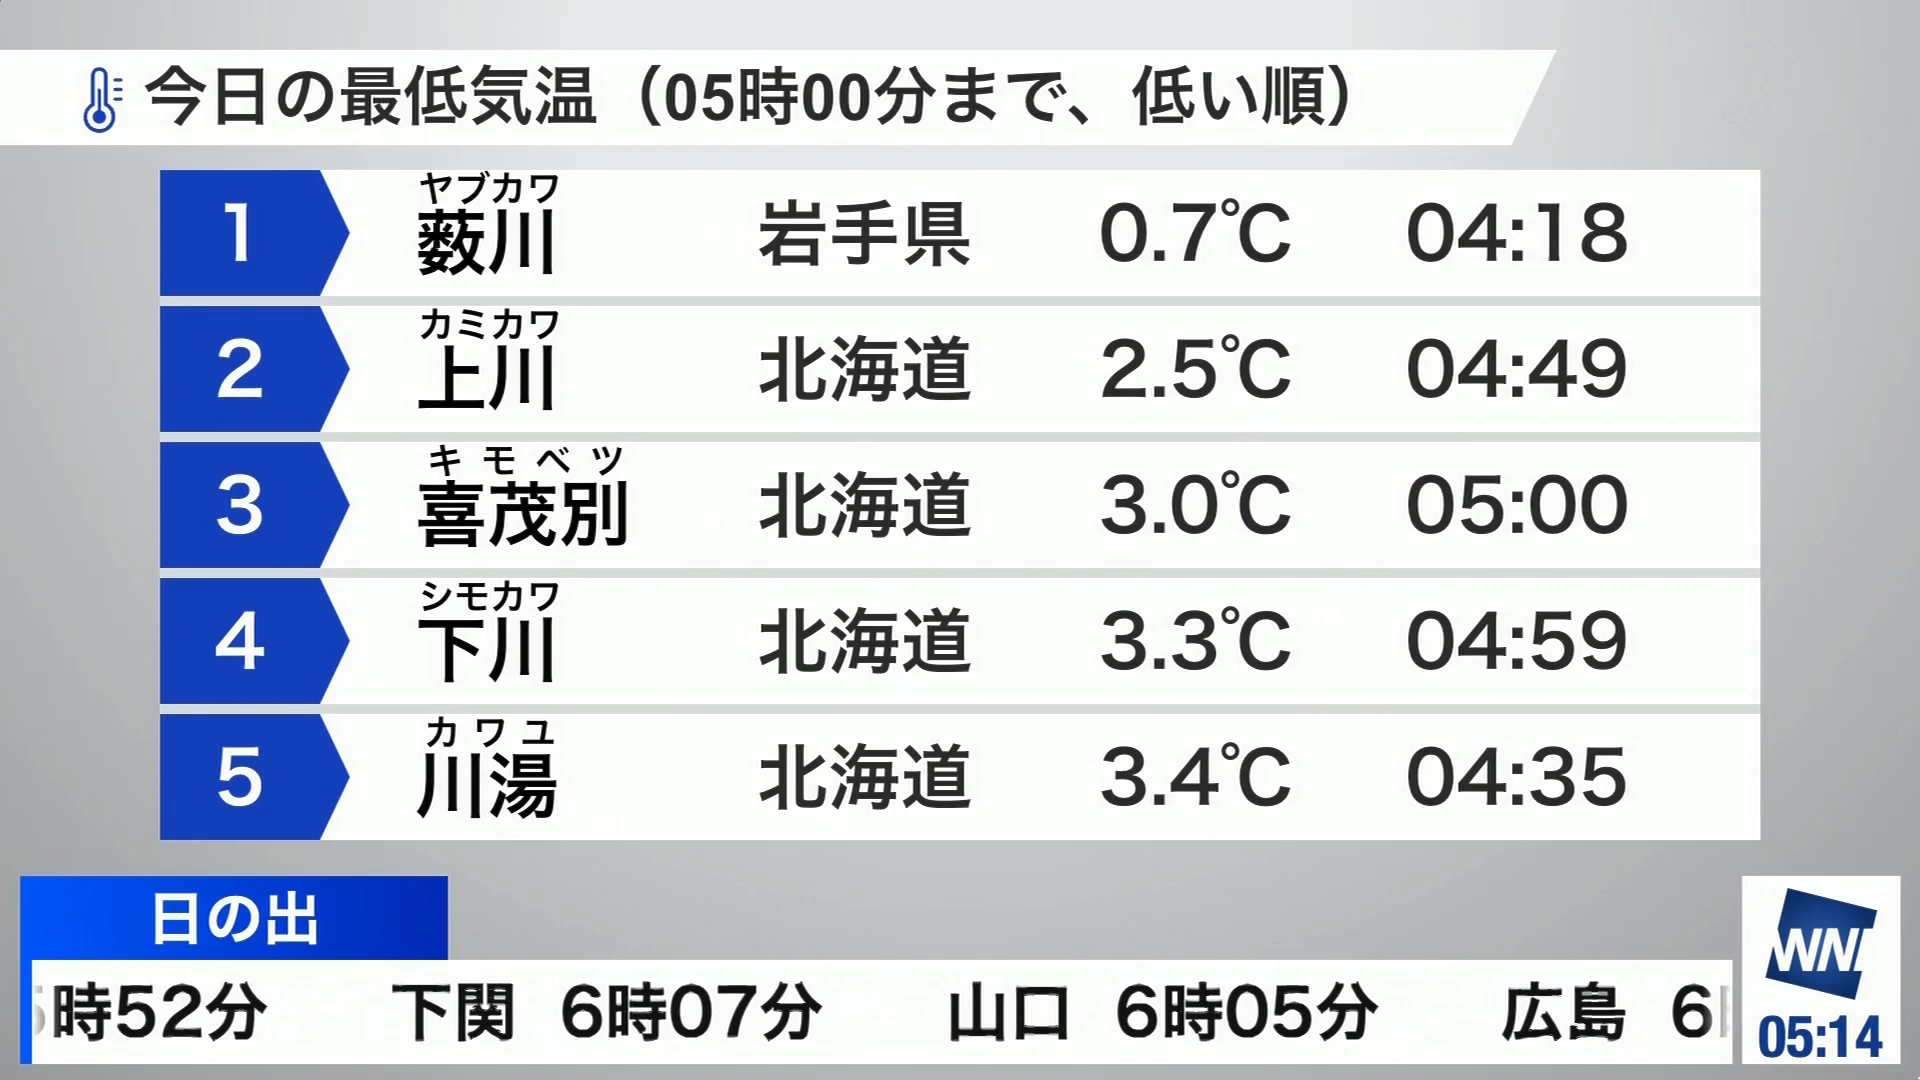 今日の最低気温（05時00分まで、低い順）
ヤブカワ
1 薮川 岩手県 0.7℃ 04:18
カミカワ
2 上川 北海道 2.5℃ 04:49
キモベツ
3 喜茂別 北海道 3.0℃ 05:00
シモカワ
4 下川 北海道 3.3℃ 04:59
カワユ
5 川湯 北海道 3.4℃ 04:35
日の出
時52分 下関 6時07分 山口 6時05分 広島 6
WNI
05:14